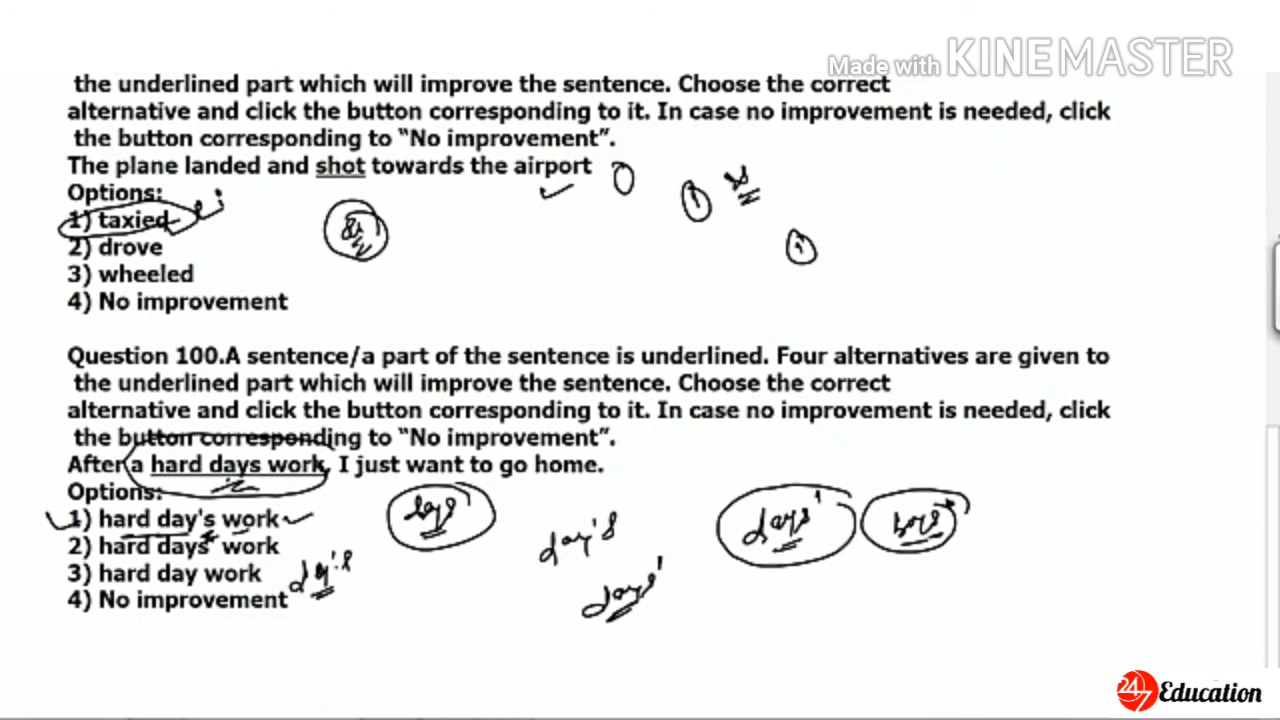 Made with KINEMASTER
the underlined part which will improve the sentence. Choose the correct
alternative and click the button corresponding to it. In case no improvement is needed, click
the button corresponding to “No improvement”.
The plane landed and shot towards the airport
Options:
1) taxied
2) drove
3) wheeled
4) No improvement
Question 100.A sentence/a part of the sentence is underlined. Four alternatives are given to
the underlined part which will improve the sentence. Choose the correct
alternative and click the button corresponding to it. In case no improvement is needed, click
the button corresponding to “No improvement”.
After a hard days work, I just want to go home.
Options:
1) hard day's work
2) hard days' work
3) hard day work
4) No improvement
day's
days'
days'
boys'
24/7 Education